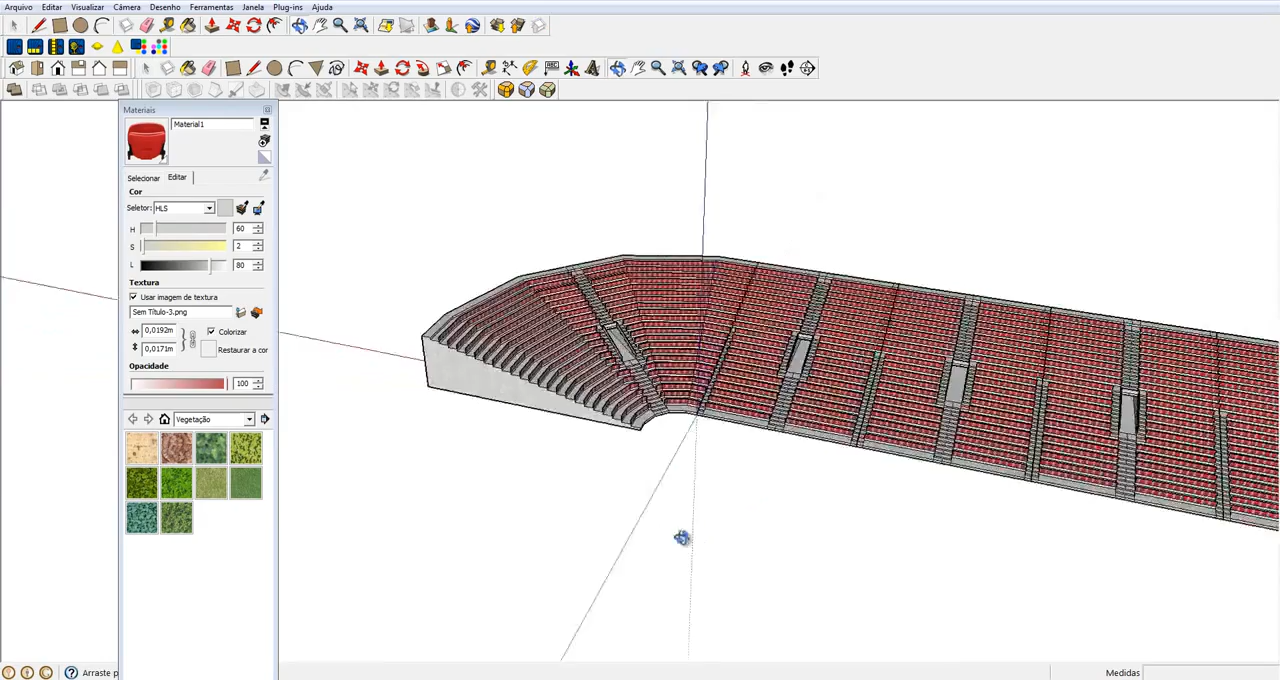 Arquivo Editar Visualizar Câmera Desenho Ferramentas Janela Plug-ins Ajuda
Materiais
Material1
Selecionar Editar
Cor
Seletor: HLS
H 60
S 2
L 80
Textura
Usar imagem de textura
Sem Título-3.png
0,0192m
Colorizar
0,0171m
Restaurar a cor
Opacidade
100
Vegetação
Arraste p
Medidas